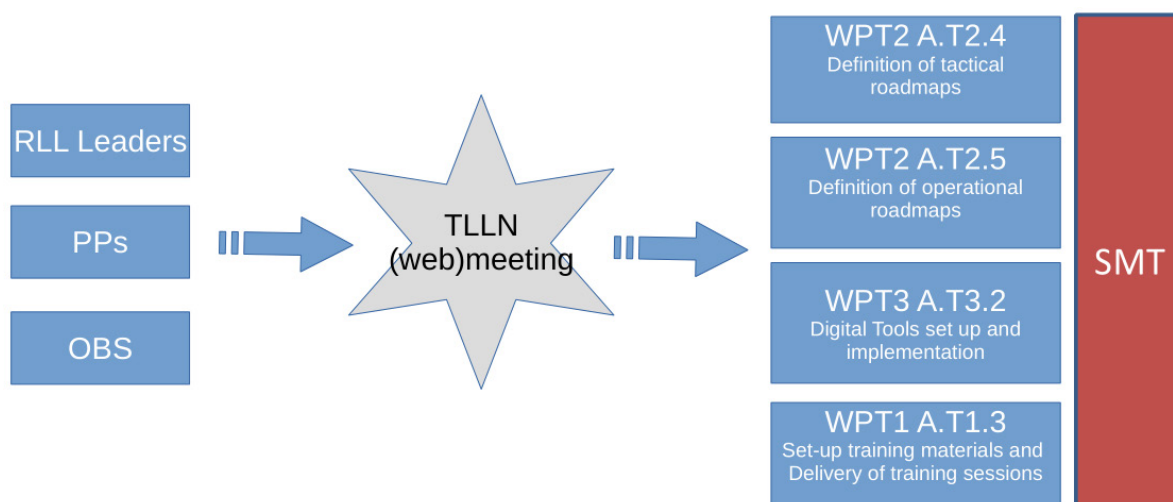 RLL Leaders
PPs
OBS
TLLN
(web)meeting
WPT2 A.T2.4
Definition of tactical
roadmaps
WPT2 A.T2.5
Definition of operational
roadmaps
WPT3 A.T3.2
Digital Tools set up and
implementation
WPT1 A.T1.3
Set-up training materials and
Delivery of training sessions
SMT